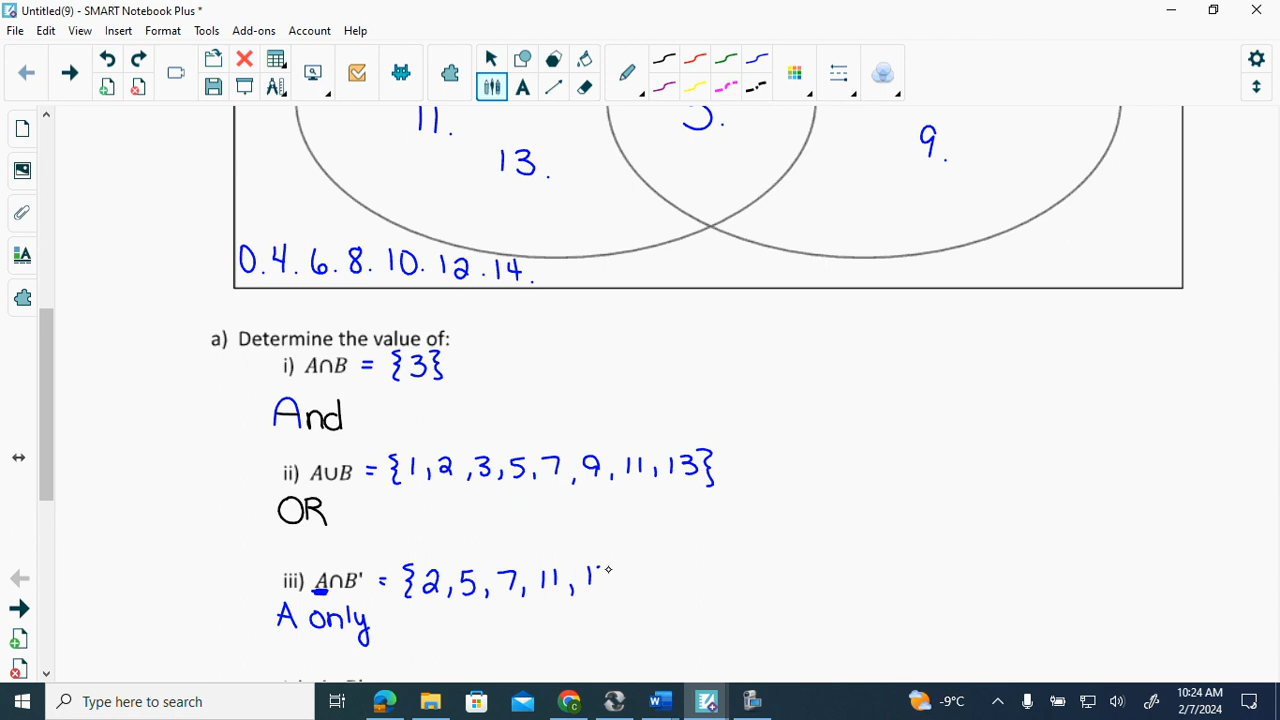 Untitled(9) - SMART Notebook Plus *
File Edit View Insert Format Tools Add-ons Account Help
11. 3.
13. 9.
0. 4. 6. 8. 10. 12. 14.
a) Determine the value of:
i) A∩B = {3}
And
ii) A∪B = {1, 2, 3, 5, 7, 9, 11, 13}
OR
iii) A∩B' = {2, 5, 7, 11, 1
A only
Type here to search
-9°C
10:24 AM
2/7/2024